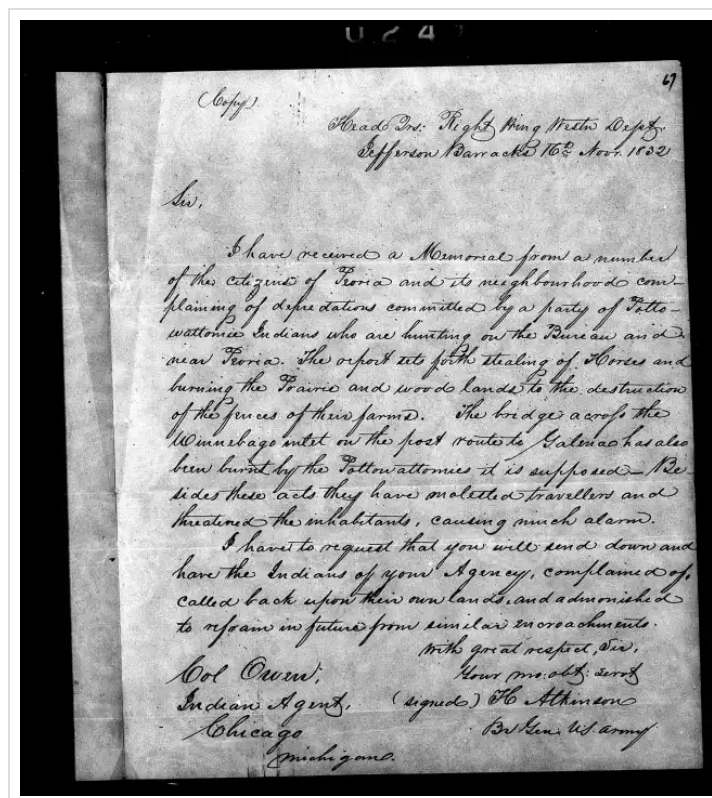 0247
67
(Copy).
Head Qrs: Right Wing Westn Dept.
Jefferson Barracks 16th Novr. 1832
Sir,
I have received a Memorial from a number
of the citizens of Peoria and its neighbourhood com-
plaining of depredations committed by a party of Potto-
wattomie Indians who are hunting on the Bureau and
near Peoria. The report sets forth stealing of Horses and
burning the Prairie and wood lands to the destruction
of the fences of their farms. The bridge across the
Winnebago inlet on the post route to Galena has also
been burnt by the Pottowattomies it is supposed – Be-
sides these acts they have molested travellers and
threatened the inhabitants, causing much alarm.
I have to request that you will send down and
have the Indians of your Agency, complained of,
called back upon their own lands, and admonished
to refrain in future from similar encroachments.
With great respect, Sir,
Your mo: obt: servt
Col Owen,
Indian Agent, (signed) H Atkinson
Chicago Br Gen. U.S. army
Michigan.